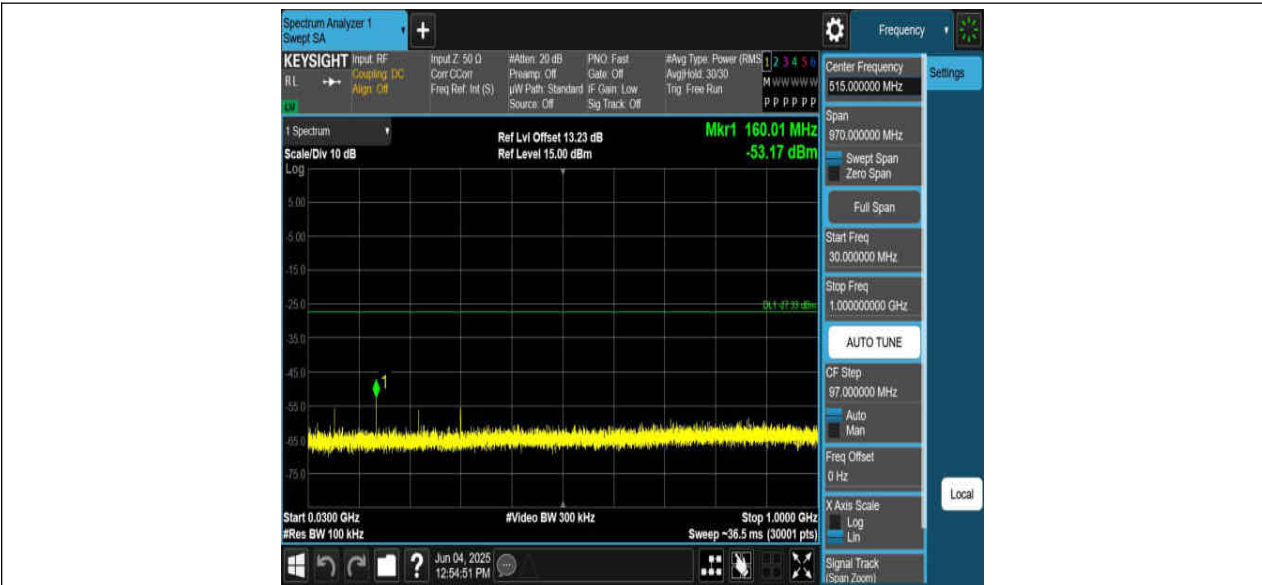 Spectrum Analyzer 1
Swept SA
+
Frequency
KEYSIGHT
RL
LM
Input: RF
Coupling: DC
Align: Off
Input Z: 50 Ω
Corr CCorr
Freq Ref: Int (S)
#Atten: 20 dB
Preamp: Off
µW Path: Standard
Source: Off
PNO: Fast
Gate: Off
IF Gain: Low
Sig Track: Off
#Avg Type: Power (RMS
Avg|Hold: 30/30
Trig: Free Run
1 2 3 4 5 6
M W W W W W
P P P P P P
1 Spectrum
Scale/Div 10 dB
Log
Ref Lvl Offset 13.23 dB
Ref Level 15.00 dBm
Mkr1 160.01 MHz
-53.17 dBm
5.00
-5.00
-15.0
-25.0
-35.0
-45.0
-55.0
-65.0
-75.0
DL1 -27.33 dBm
1
Start 0.0300 GHz
#Res BW 100 kHz
#Video BW 300 kHz
Stop 1.0000 GHz
Sweep ~36.5 ms (30001 pts)
Jun 04, 2025
12:54:51 PM
?
Center Frequency
515.000000 MHz
Span
970.000000 MHz
Swept Span
Zero Span
Full Span
Start Freq
30.000000 MHz
Stop Freq
1.000000000 GHz
AUTO TUNE
CF Step
97.000000 MHz
Auto
Man
Freq Offset
0 Hz
X Axis Scale
Log
Lin
Signal Track
(Span Zoom)
Settings
Local